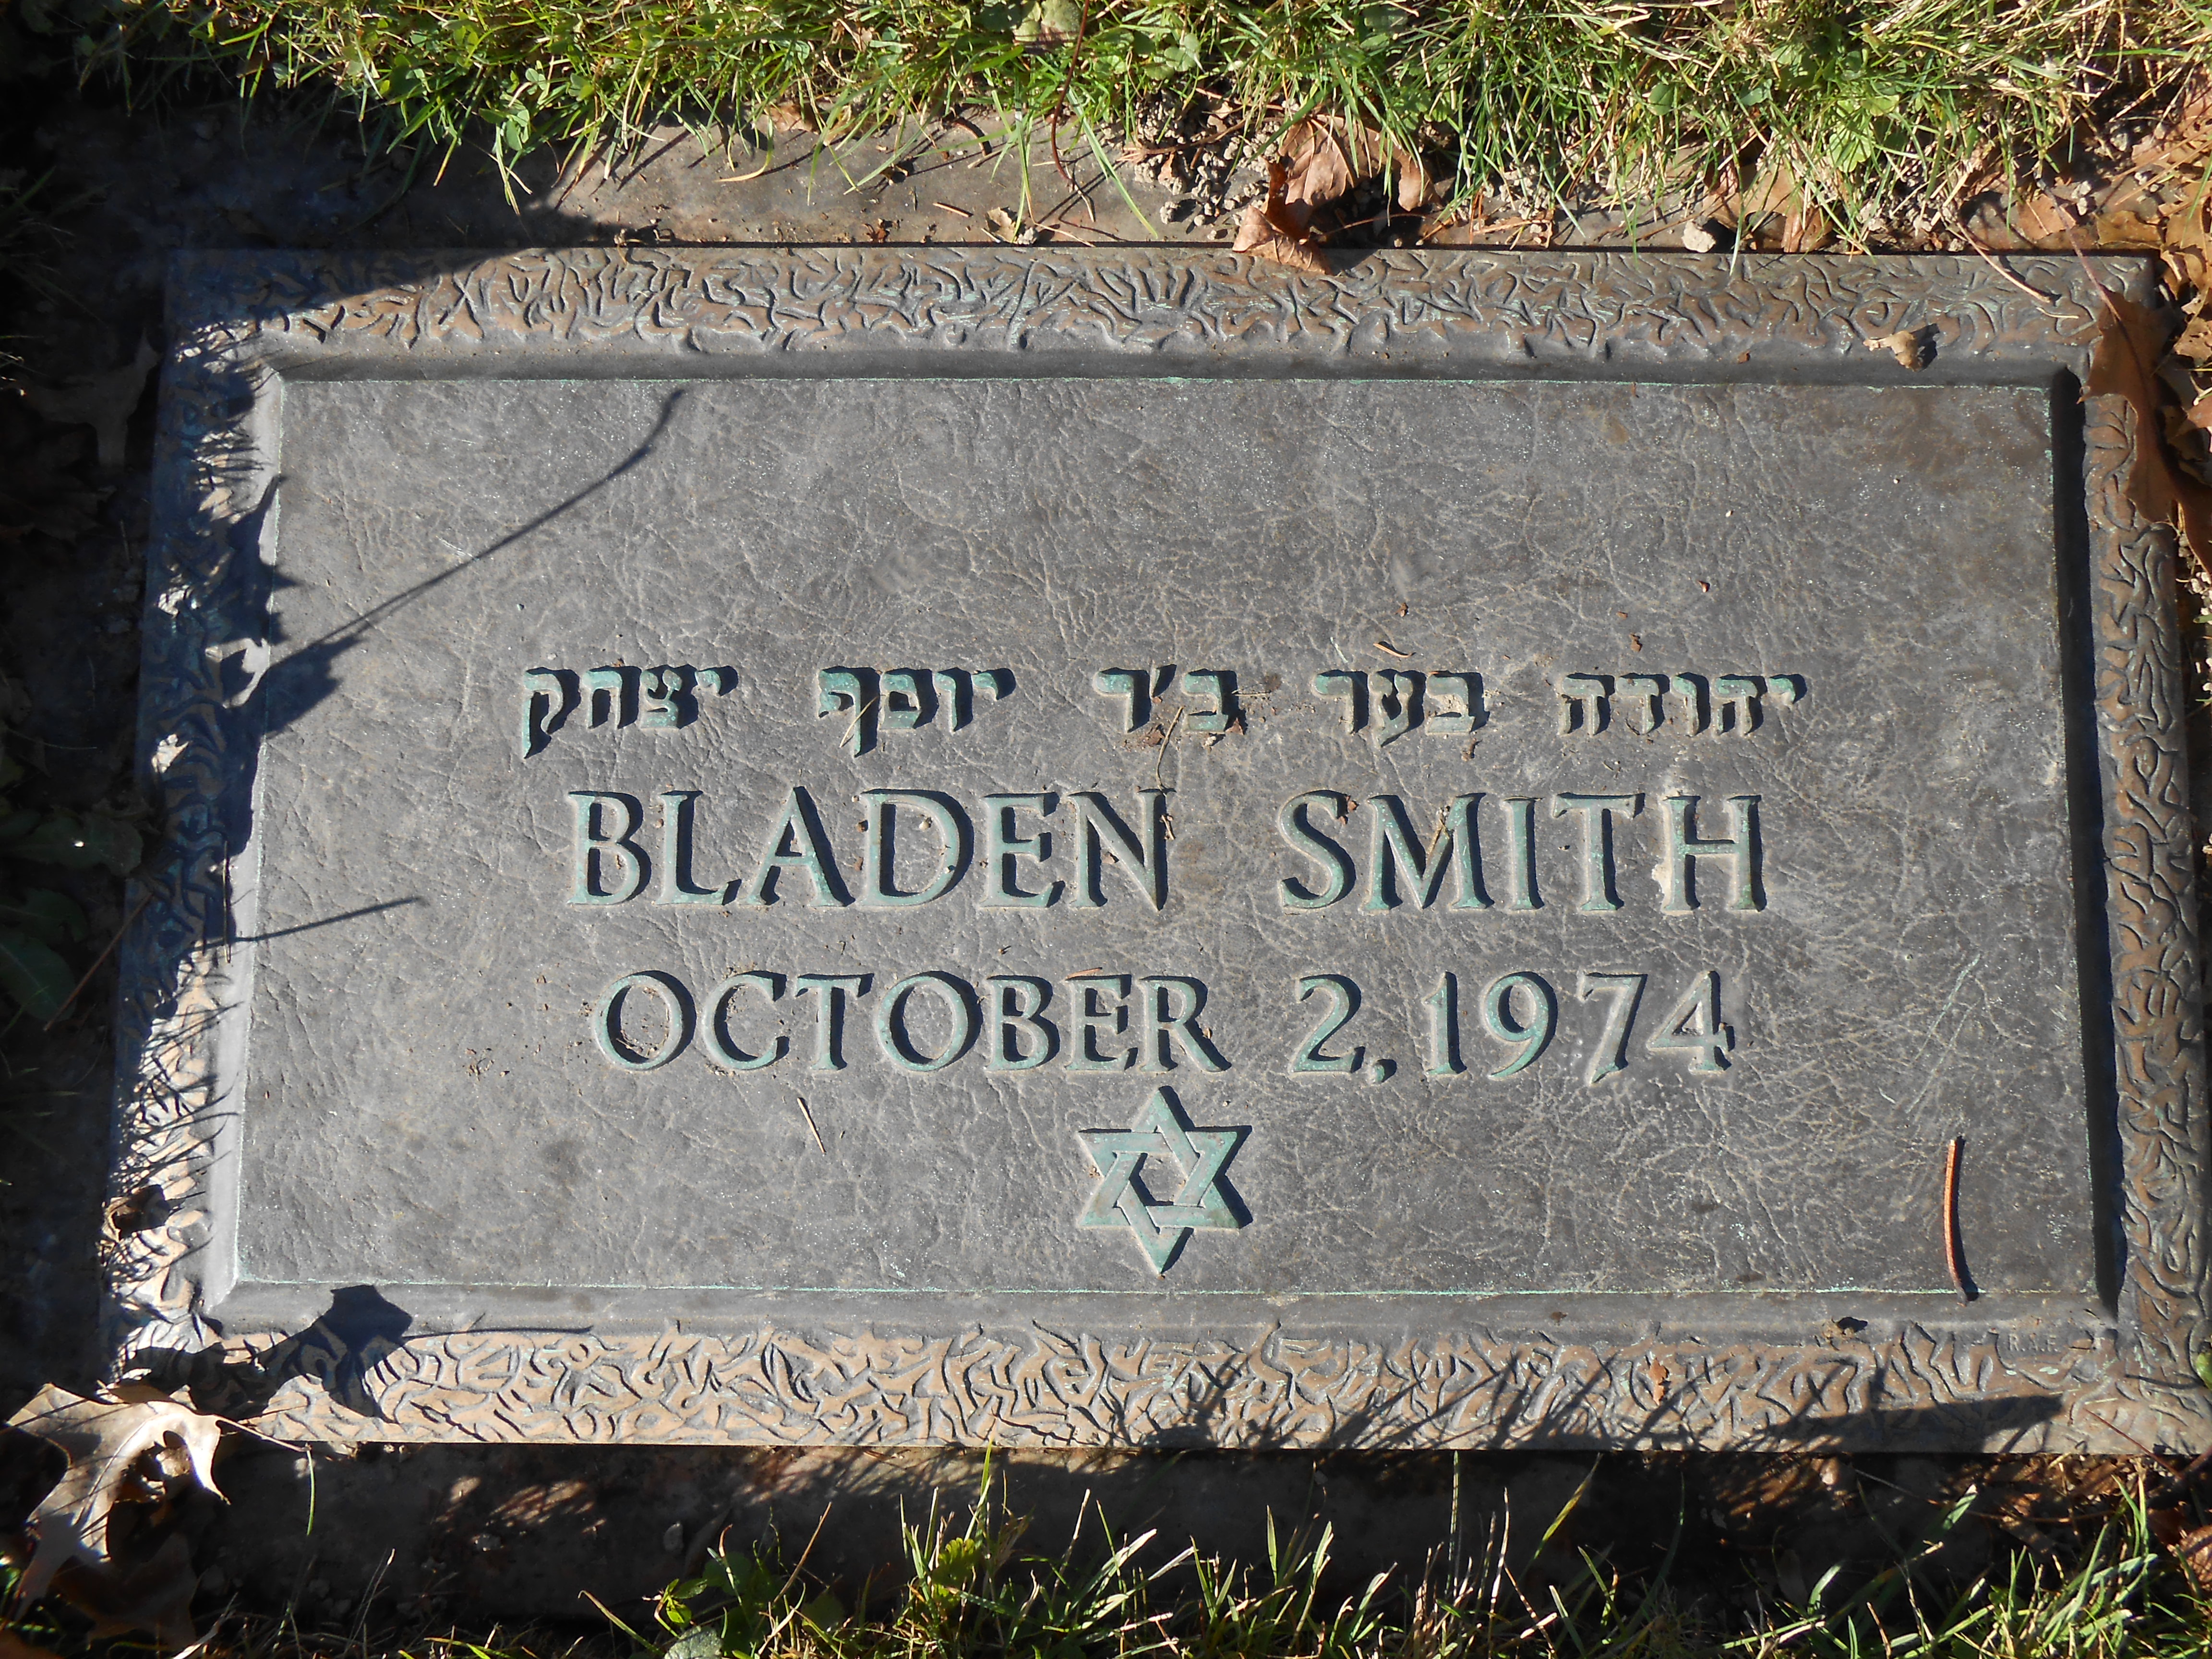 יהודה בער ב'ר יוסף יצחק
BLADEN SMITH
OCTOBER 2, 1974